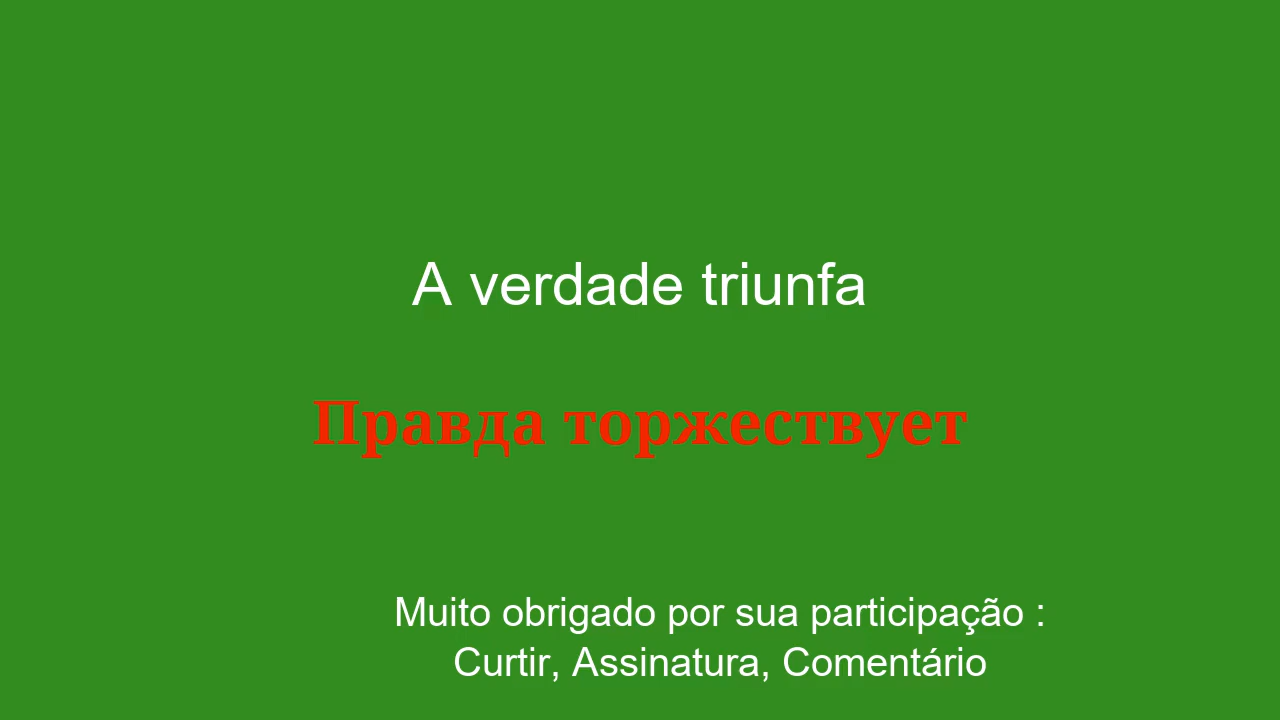 A verdade triunfa
Правда торжествует
Muito obrigado por sua participação :
Curtir, Assinatura, Comentário